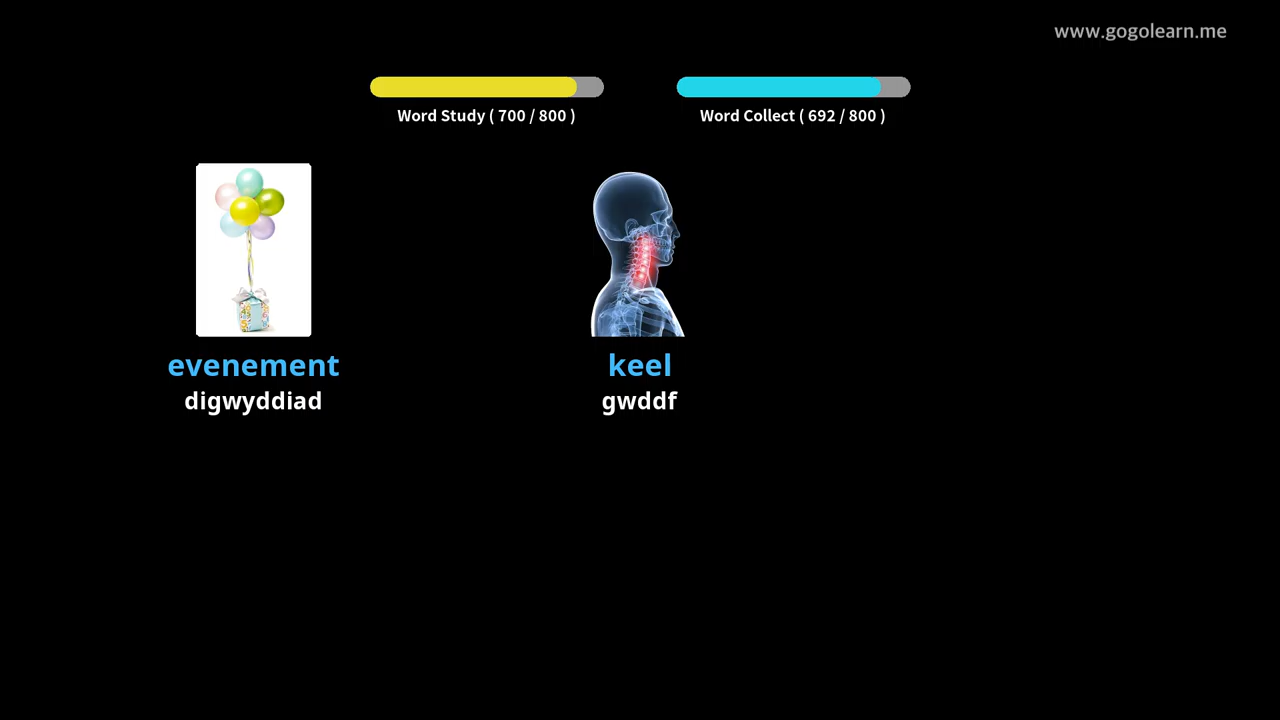 www.gogolearn.me
Word Study ( 700 / 800 )
Word Collect ( 692 / 800 )
evenement
digwyddiad
keel
gwddf